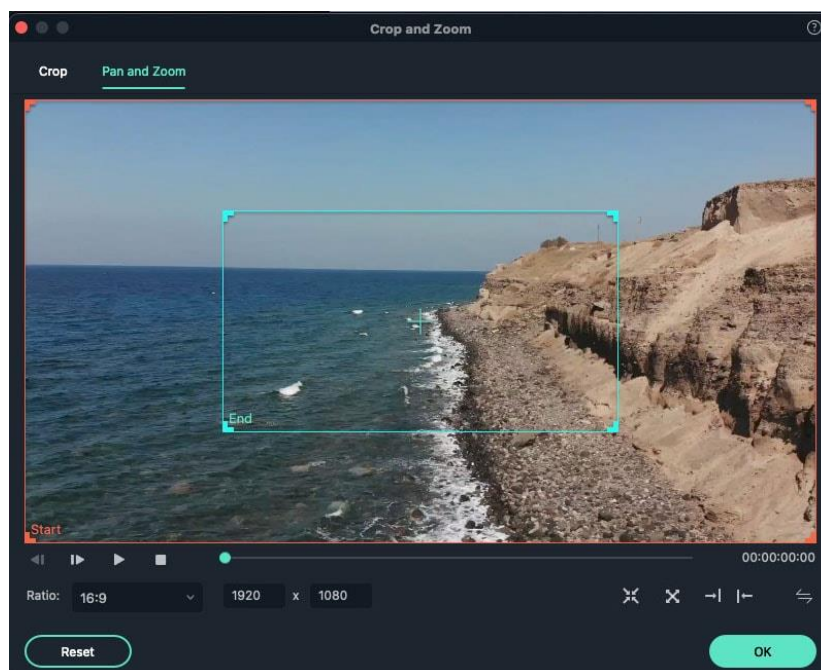 Crop and Zoom
Crop Pan and Zoom
End
Start
00:00:00:00
Ratio: 16:9 1920 x 1080
Reset OK